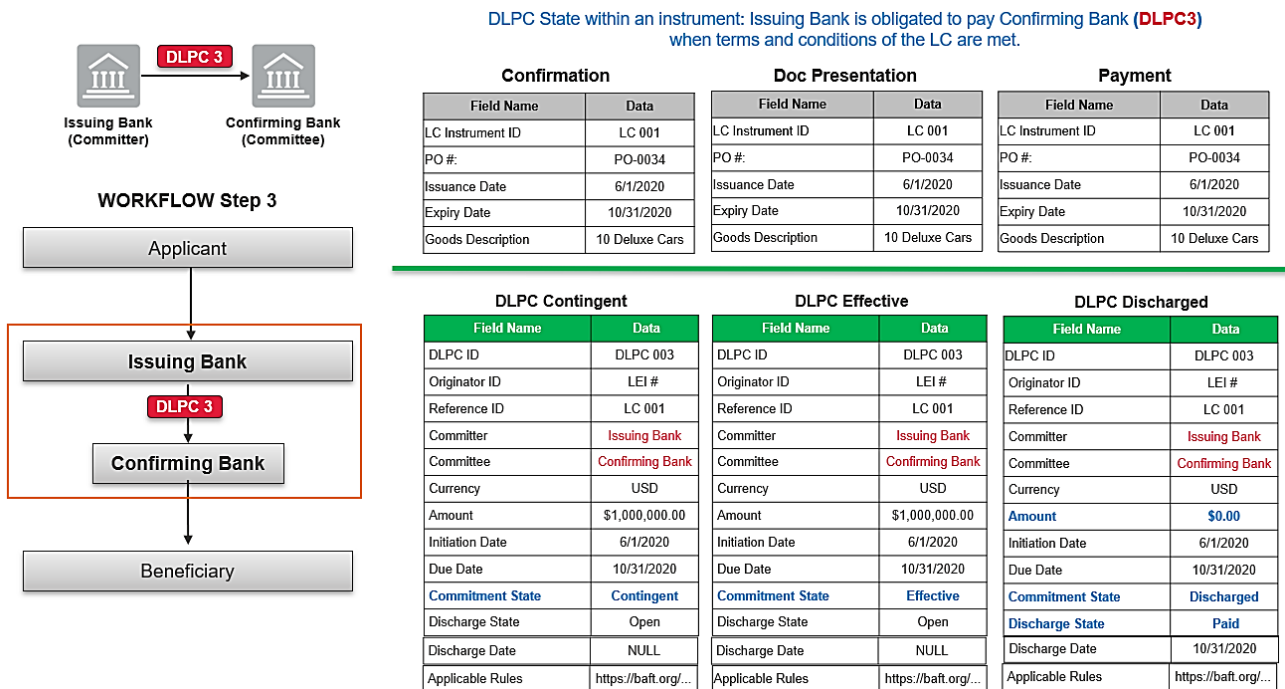 DLPC State within an instrument: Issuing Bank is obligated to pay Confirming Bank (DLPC3)
when terms and conditions of the LC are met.
DLPC 3
Issuing Bank
(Committer)
Confirming Bank
(Committee)
WORKFLOW Step 3
Applicant
Issuing Bank
DLPC 3
Confirming Bank
Beneficiary
Confirmation
Field Name Data
LC Instrument ID LC 001
PO #: PO-0034
Issuance Date 6/1/2020
Expiry Date 10/31/2020
Goods Description 10 Deluxe Cars
Doc Presentation
Field Name Data
LC Instrument ID LC 001
PO #: PO-0034
Issuance Date 6/1/2020
Expiry Date 10/31/2020
Goods Description 10 Deluxe Cars
Payment
Field Name Data
LC Instrument ID LC 001
PO #: PO-0034
Issuance Date 6/1/2020
Expiry Date 10/31/2020
Goods Description 10 Deluxe Cars
DLPC Contingent
Field Name Data
DLPC ID DLPC 003
Originator ID LEI #
Reference ID LC 001
Committer Issuing Bank
Committee Confirming Bank
Currency USD
Amount $1,000,000.00
Initiation Date 6/1/2020
Due Date 10/31/2020
Commitment State Contingent
Discharge State Open
Discharge Date NULL
Applicable Rules https://baft.org/...
DLPC Effective
Field Name Data
DLPC ID DLPC 003
Originator ID LEI #
Reference ID LC 001
Committer Issuing Bank
Committee Confirming Bank
Currency USD
Amount $1,000,000.00
Initiation Date 6/1/2020
Due Date 10/31/2020
Commitment State Effective
Discharge State Open
Discharge Date NULL
Applicable Rules https://baft.org/...
DLPC Discharged
Field Name Data
DLPC ID DLPC 003
Originator ID LEI #
Reference ID LC 001
Committer Issuing Bank
Committee Confirming Bank
Currency USD
Amount $0.00
Initiation Date 6/1/2020
Due Date 10/31/2020
Commitment State Discharged
Discharge State Paid
Discharge Date 10/31/2020
Applicable Rules https://baft.org/...